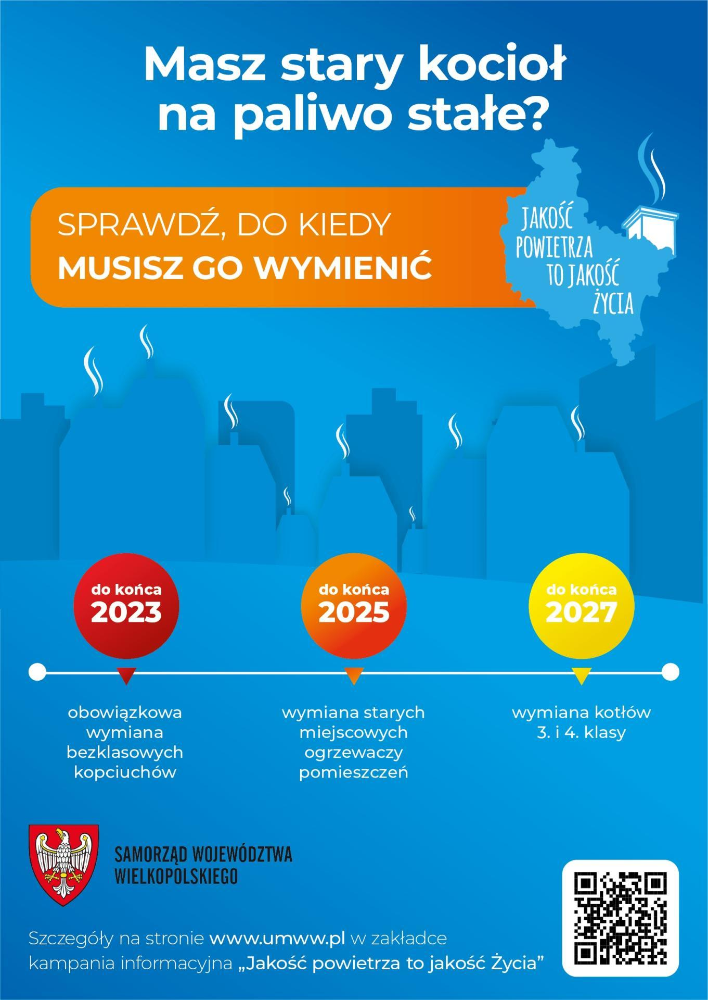 Masz stary kocioł
na paliwo stałe?
SPRAWDŹ, DO KIEDY
MUSISZ GO WYMIENIĆ
JAKOŚĆ
POWIETRZA
TO JAKOŚĆ
ŻYCIA
do końca
2023
do końca
2025
do końca
2027
obowiązkowa
wymiana
bezklasowych
kopciuchów
wymiana starych
miejscowych
ogrzewaczy
pomieszczeń
wymiana kotłów
3. i 4. klasy
SAMORZĄD WOJEWÓDZTWA
WIELKOPOLSKIEGO
Szczegóły na stronie www.umww.pl w zakładce
kampania informacyjna „Jakość powietrza to jakość Życia”